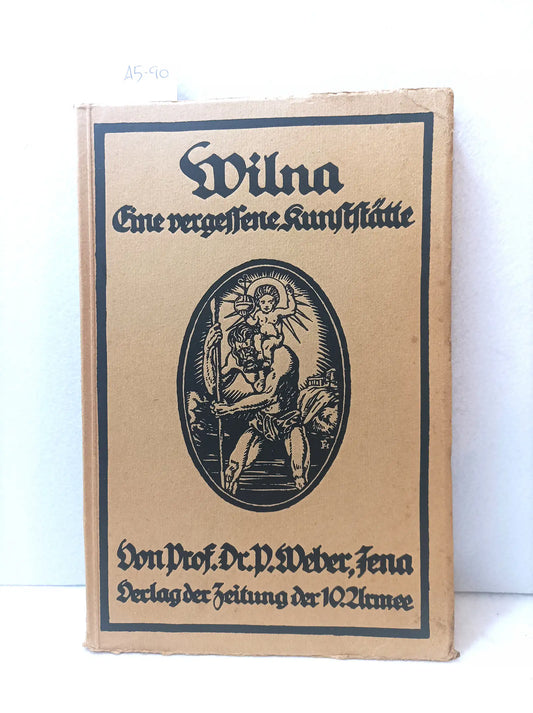 A5-90
Wilna
Eine vergessene Kunststätte
Von Prof. Dr. P. Weber, Jena
Verlag der Zeitung der 10. Armee